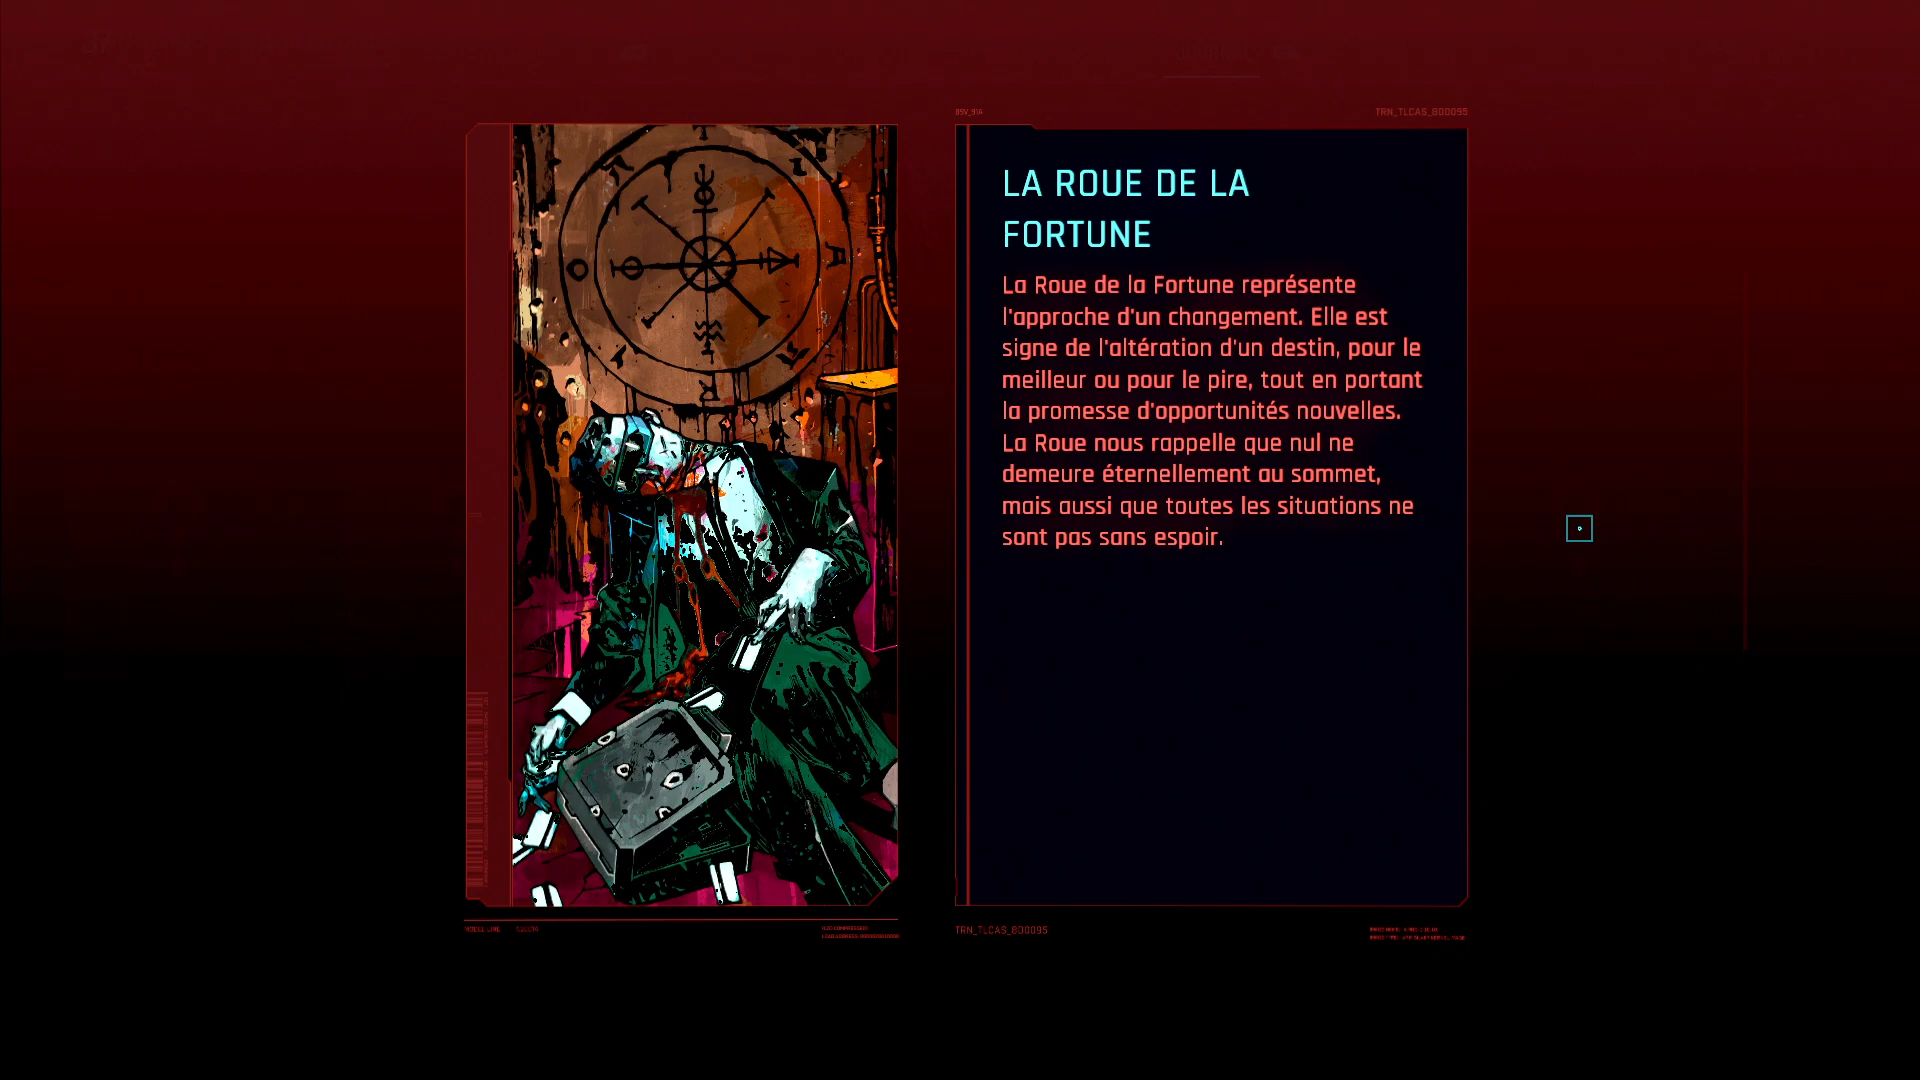 TRN_TLCAS_800095
LA ROUE DE LA
FORTUNE
La Roue de la Fortune représente
l'approche d'un changement. Elle est
signe de l'altération d'un destin, pour le
meilleur ou pour le pire, tout en portant
la promesse d'opportunités nouvelles.
La Roue nous rappelle que nul ne
demeure éternellement au sommet,
mais aussi que toutes les situations ne
sont pas sans espoir.
TRN_TLCAS_800095